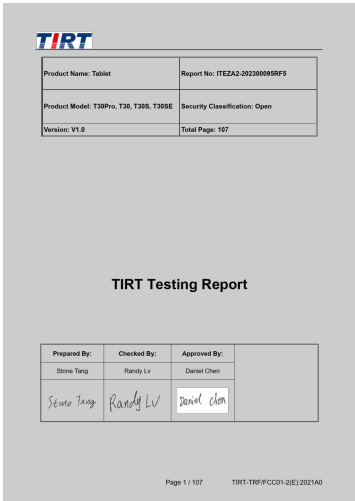 TIRT
Product Name: Tablet Report No: ITEZA2-202300095RF5
Product Model: T30Pro, T30, T30S, T30SE Security Classification: Open
Version: V1.0 Total Page: 107
TIRT Testing Report
Prepared By: Checked By: Approved By:
Stone Tang Randy Lv Daniel Chen
Stone Tang Randy LV Daniel Chen
Page 1 / 107 TIRT-TRF/FCC01-2(E):2021A0